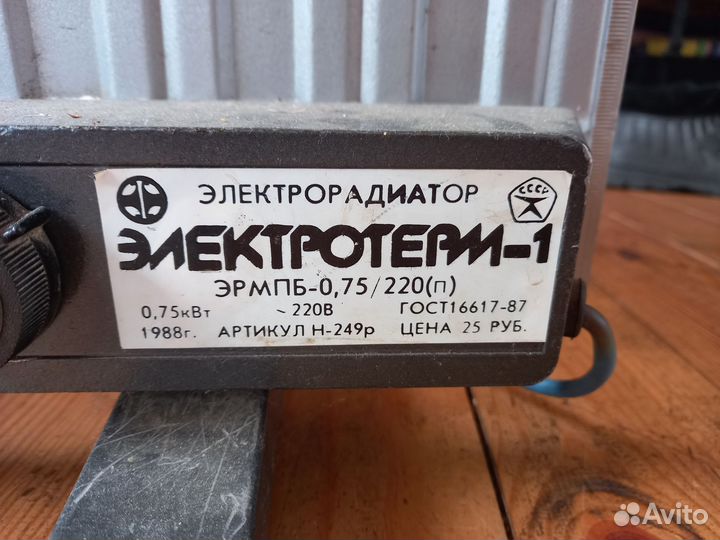 ЭЛЕКТРОРАДИАТОР
СССР
ЭЛЕКТРОТЕРМ-1
ЭРМПБ-0,75/220(п)
0,75кВт ~220В ГОСТ16617-87
1988г. АРТИКУЛ Н-249р ЦЕНА 25 РУБ.
Avito